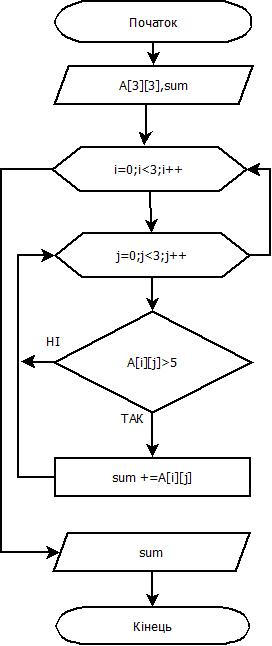 Початок
A[3][3],sum
i=0;i<3;i++
j=0;j<3;j++
A[i][j]>5
НІ
ТАК
sum +=A[i][j]
sum
Кінець